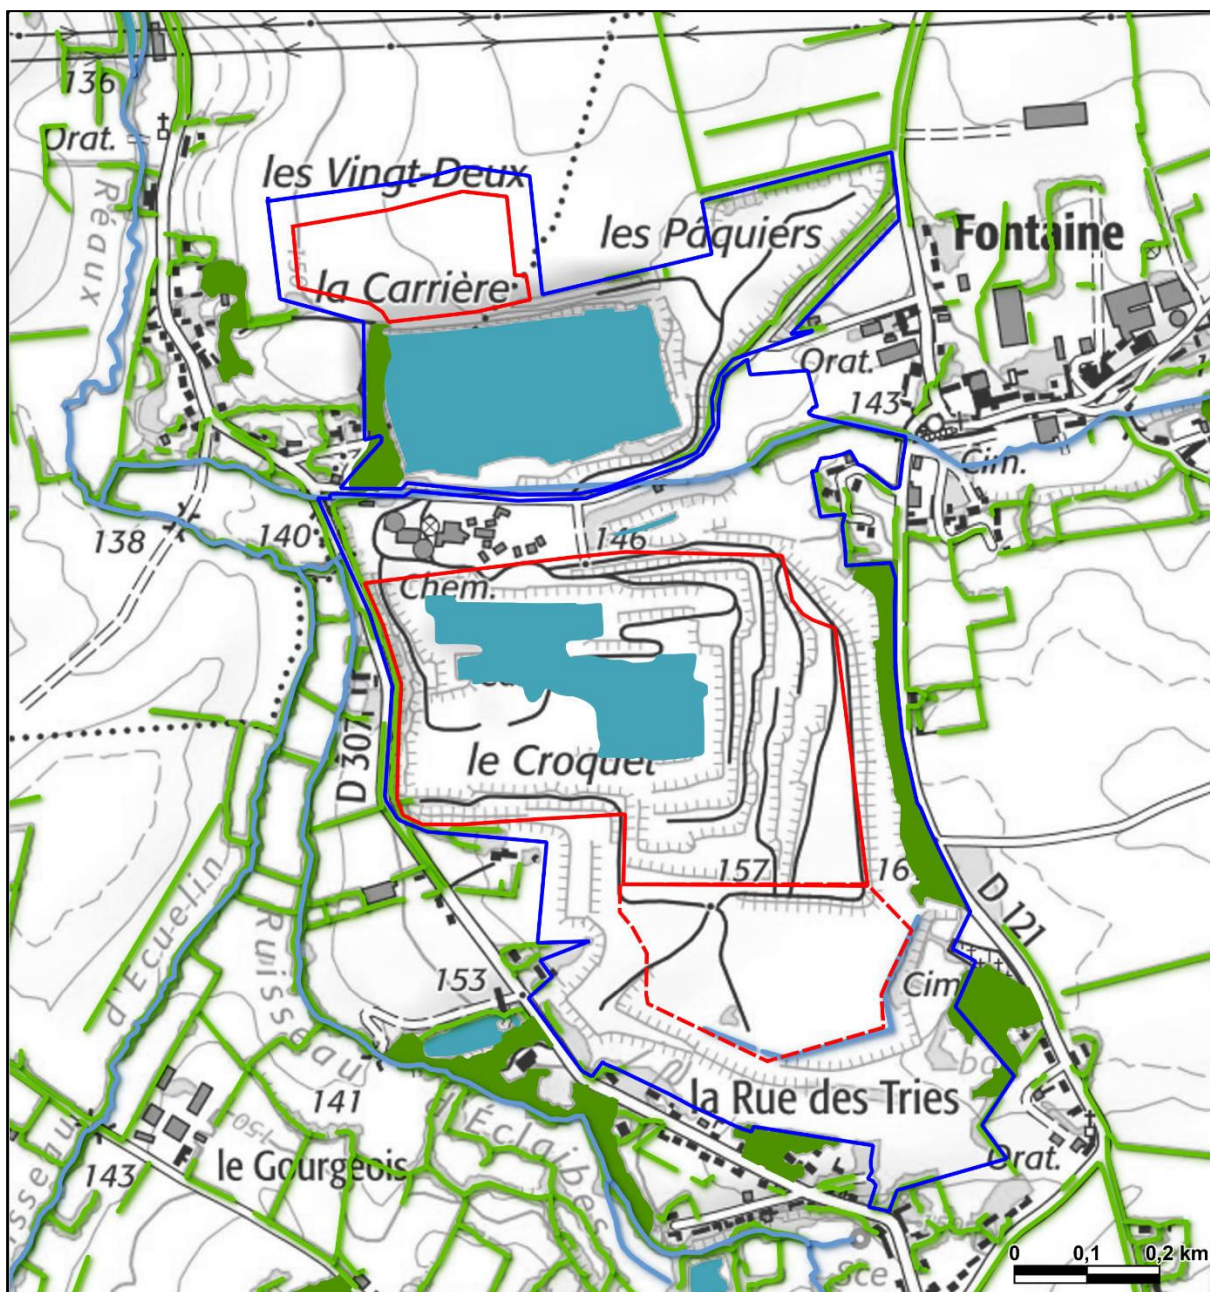 136
Orat.
Réaux
les Vingt-Deux
150
les Pâquiers
Fontaine
la Carrière
Orat.
143
Cim.
138
140
146
Chem.
D 307
le Croquet
157
16
D 121
d'Ecuelin
Ruisseau
153
Cim
141
la Rue des Tries
l'Éclaibes
le Gourgeois
143
Orat.
Sce
0 0,1 0,2 km